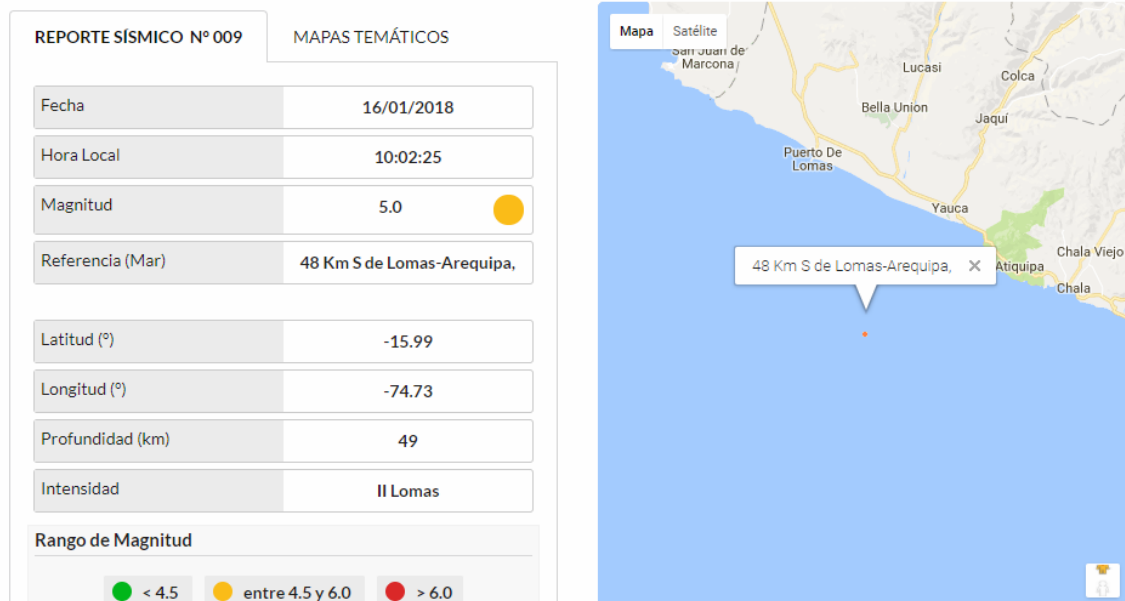 REPORTE SÍSMICO N° 009
MAPAS TEMÁTICOS
Fecha
16/01/2018
Hora Local
10:02:25
Magnitud
5.0
Referencia (Mar)
48 Km S de Lomas-Arequipa,
Latitud (°)
-15.99
Longitud (°)
-74.73
Profundidad (km)
49
Intensidad
II Lomas
Rango de Magnitud
< 4.5
entre 4.5 y 6.0
> 6.0
Mapa
Satélite
San Juan de
Marcona
Lucasi
Colca
Bella Union
Jaquí
Puerto De
Lomas
Yauca
48 Km S de Lomas-Arequipa,
Atiquipa
Chala Viejo
Chala